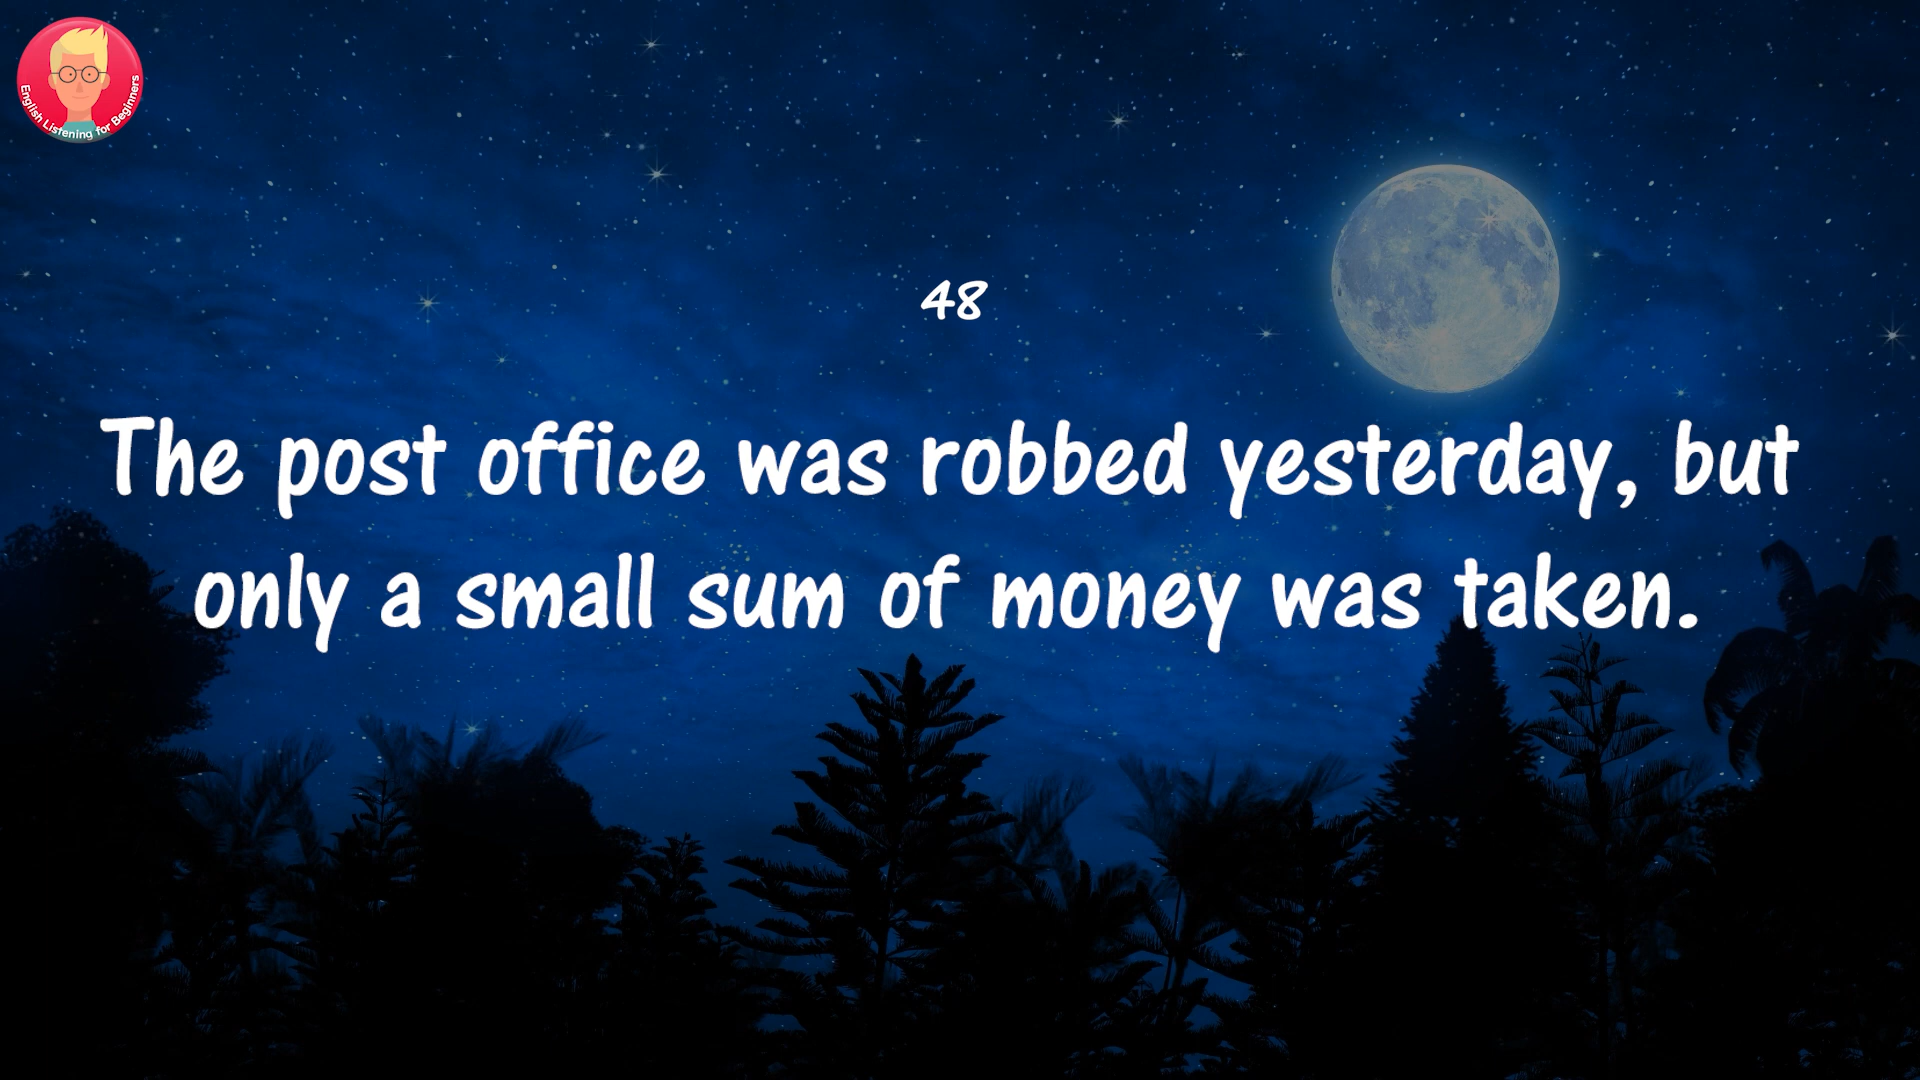 English Listening for Beginners
48
The post office was robbed yesterday, but
only a small sum of money was taken.